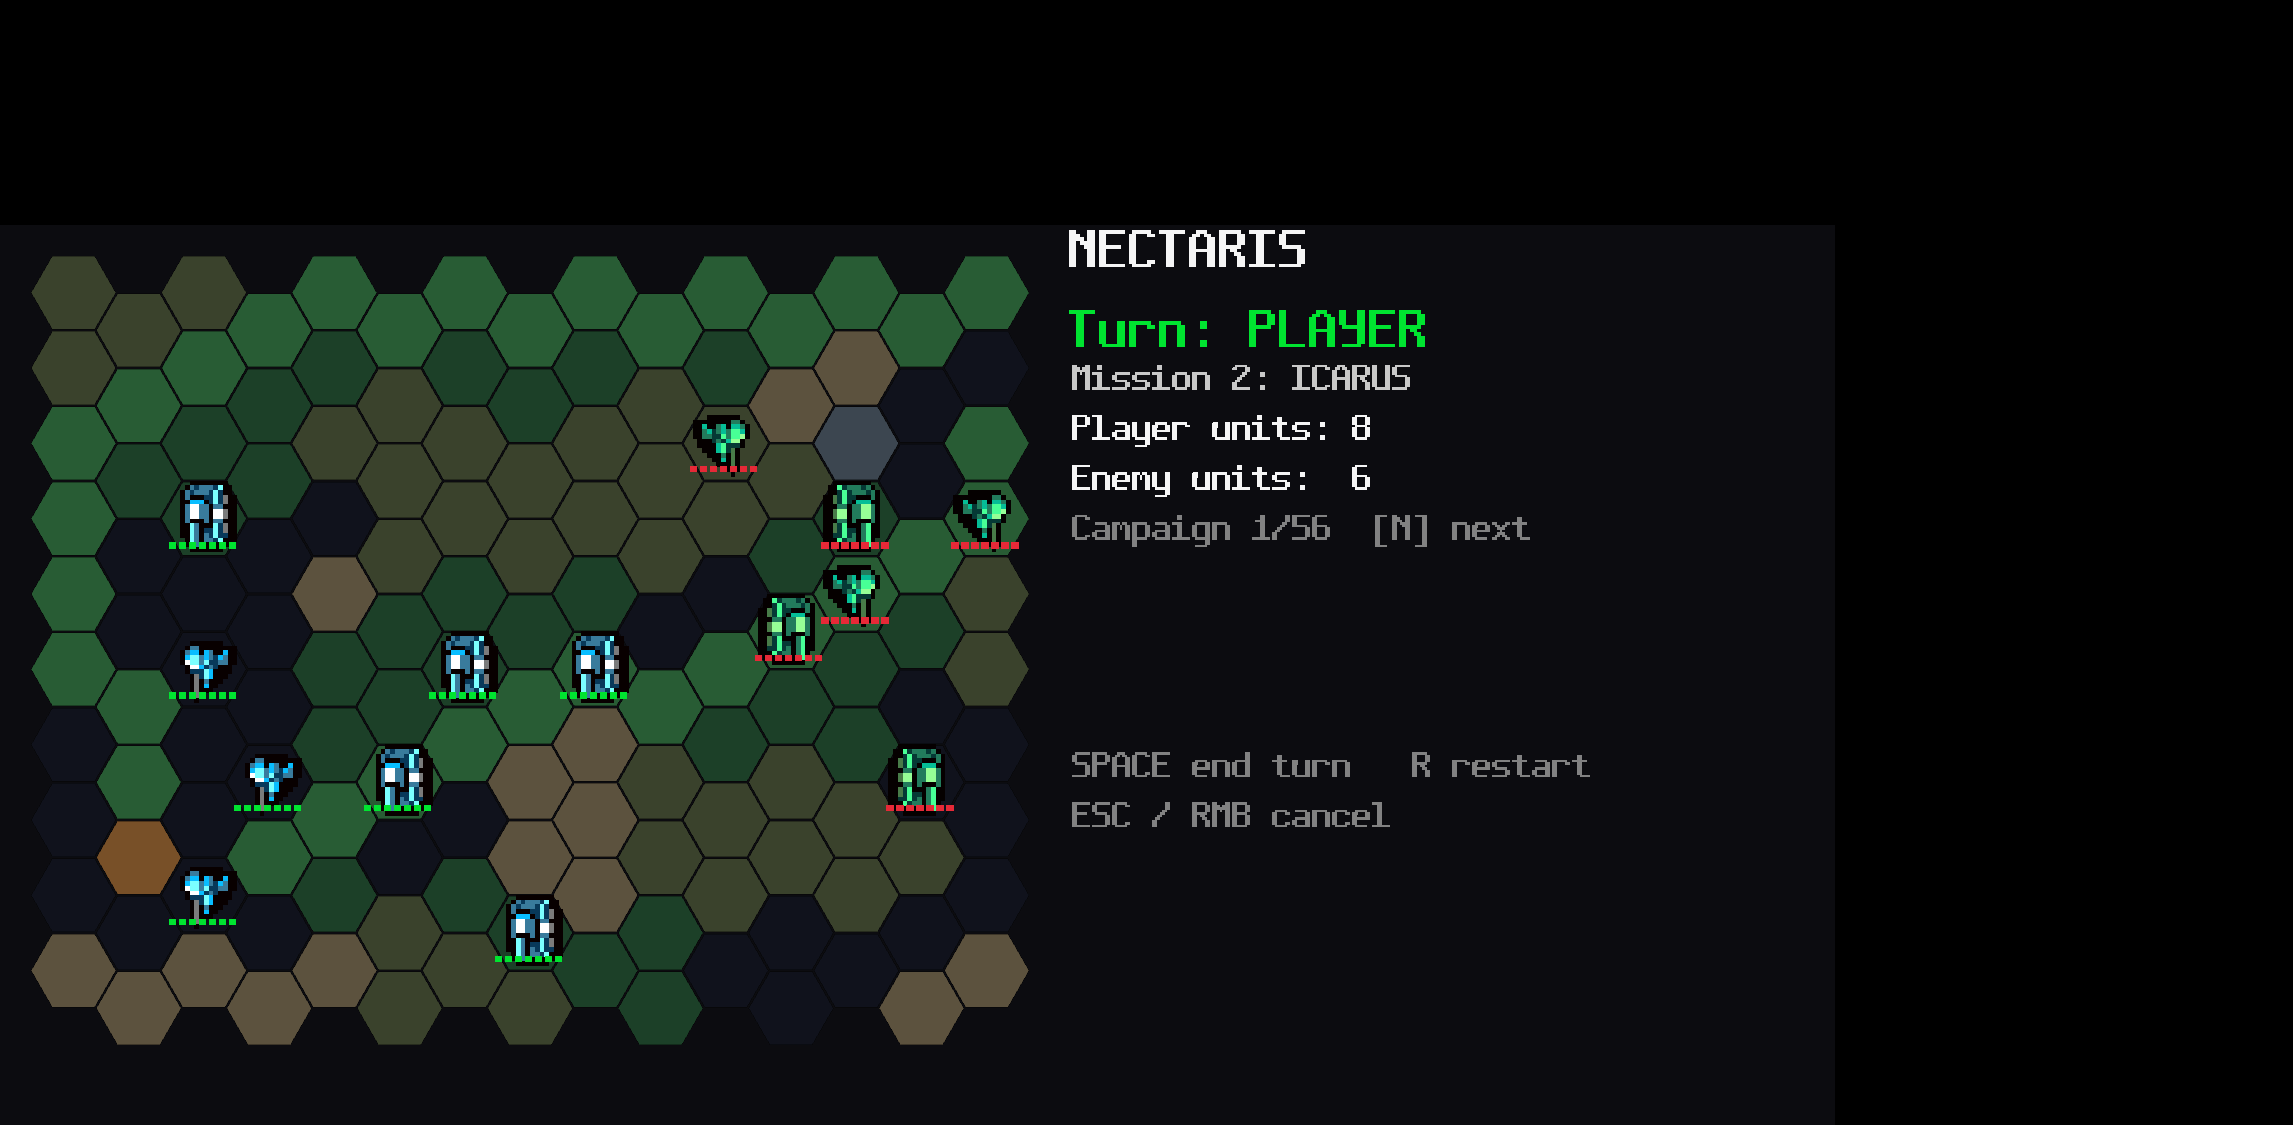 NECTARIS
Turn: PLAYER
Mission 2: ICARUS
Player units: 8
Enemy units:  6
Campaign 1/56  [N] next
SPACE end turn   R restart
ESC / RMB cancel